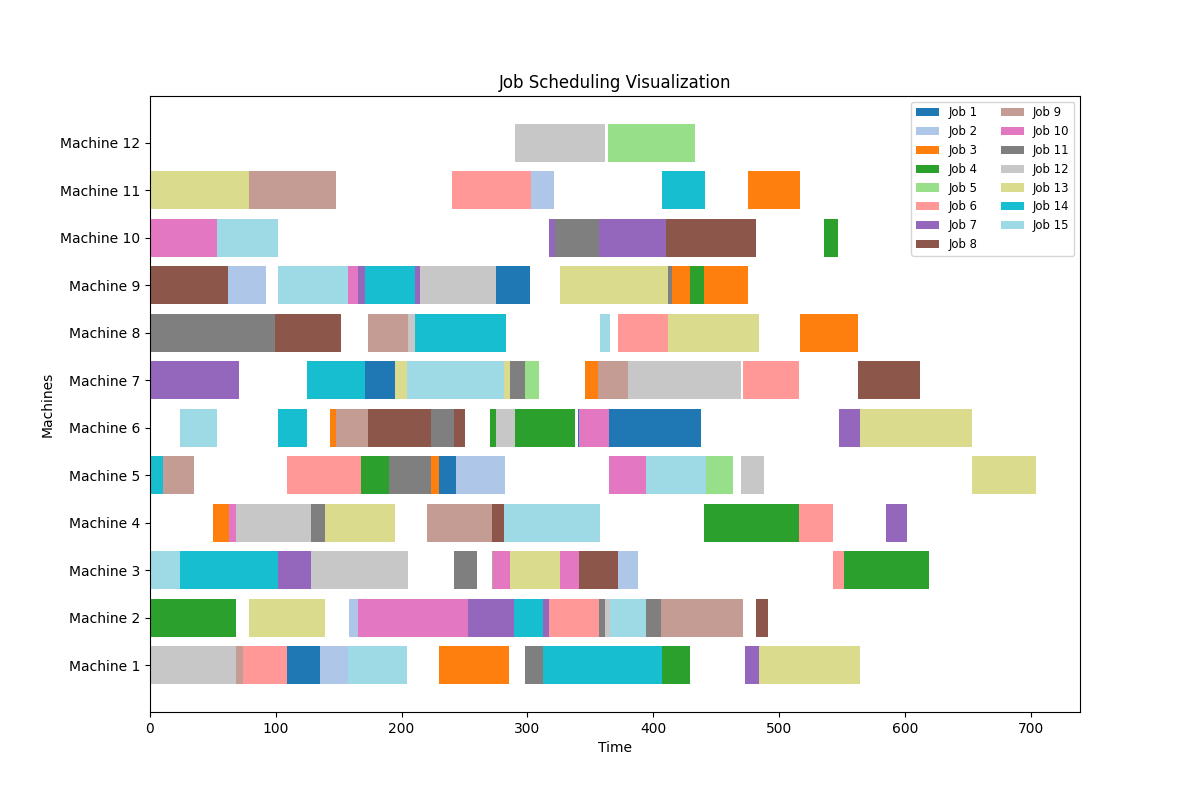 Job Scheduling Visualization
Machine 12
Machine 11
Machine 10
Machine 9
Machine 8
Machine 7
Machine 6
Machine 5
Machine 4
Machine 3
Machine 2
Machine 1
Machines
0 100 200 300 400 500 600 700
Time
Job 1
Job 2
Job 3
Job 4
Job 5
Job 6
Job 7
Job 8
Job 9
Job 10
Job 11
Job 12
Job 13
Job 14
Job 15